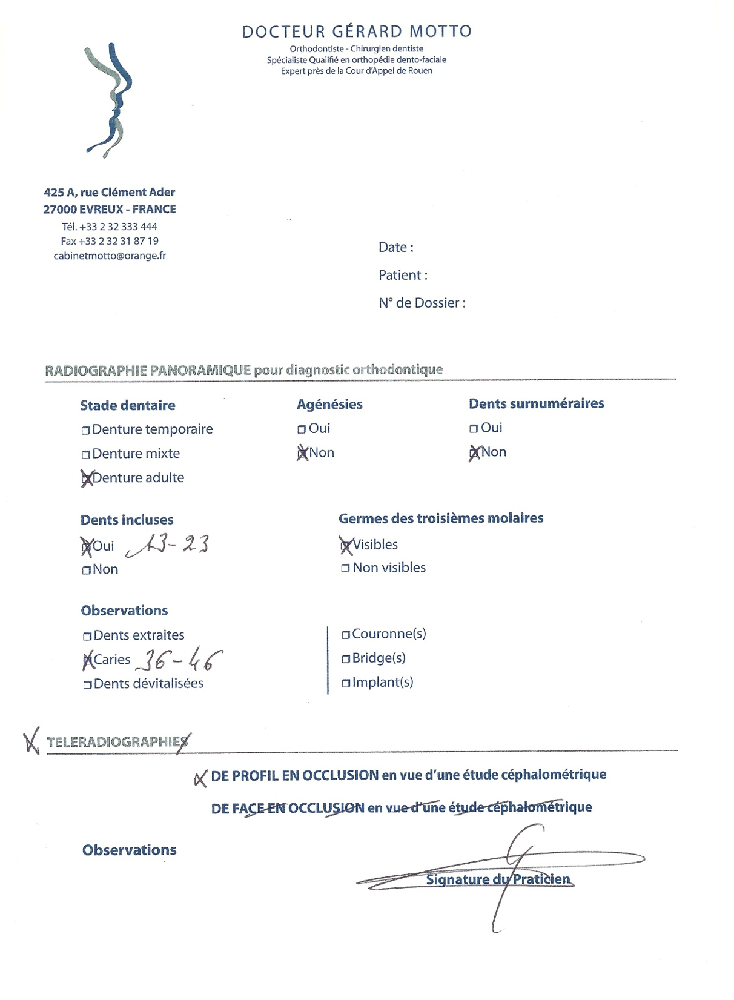 DOCTEUR GÉRARD MOTTO
Orthodontiste - Chirurgien dentiste
Spécialiste Qualifié en orthopédie dento-faciale
Expert près de la Cour d'Appel de Rouen
425 A, rue Clément Ader
27000 EVREUX - FRANCE
Tél. +33 2 32 333 444
Fax +33 2 32 31 87 19
cabinetmotto@orange.fr
Date :
Patient :
N° de Dossier :
RADIOGRAPHIE PANORAMIQUE pour diagnostic orthodontique
Stade dentaire
Denture temporaire
Denture mixte
Denture adulte
Agénésies
Oui
Non
Dents surnuméraires
Oui
Non
Dents incluses
Oui 13-23
Non
Germes des troisièmes molaires
Visibles
Non visibles
Observations
Dents extraites
Caries 36-46
Dents dévitalisées
Couronne(s)
Bridge(s)
Implant(s)
TELERADIOGRAPHIES
DE PROFIL EN OCCLUSION en vue d'une étude céphalométrique
DE FACE EN OCCLUSION en vue d'une étude céphalométrique
Observations
Signature du Praticien